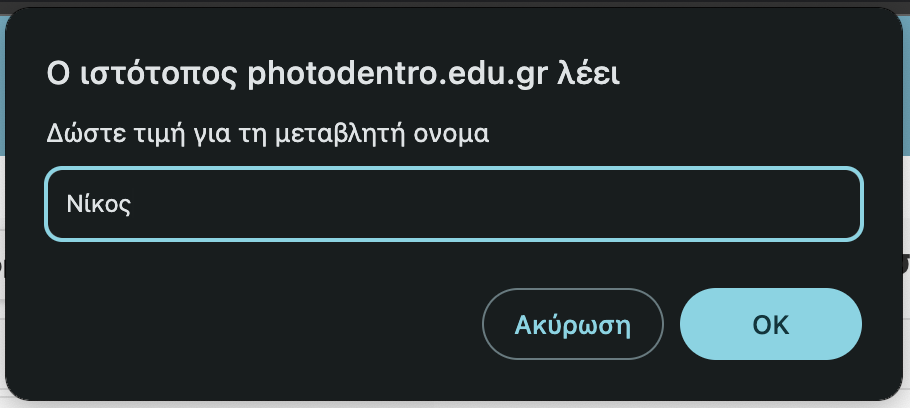 Ο ιστότοπος photodentro.edu.gr λέει
Δώστε τιμή για τη μεταβλητή ονομα
Νίκος
Ακύρωση
OK